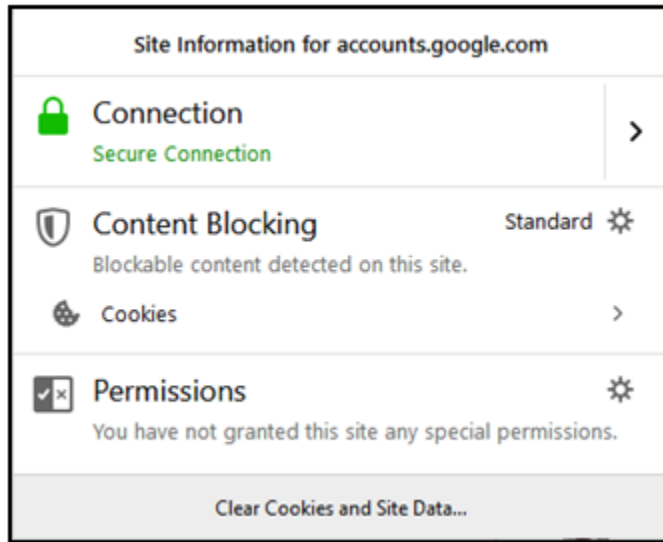 Site Information for accounts.google.com
Connection
Secure Connection
Content Blocking Standard
Blockable content detected on this site.
Cookies
Permissions
You have not granted this site any special permissions.
Clear Cookies and Site Data...